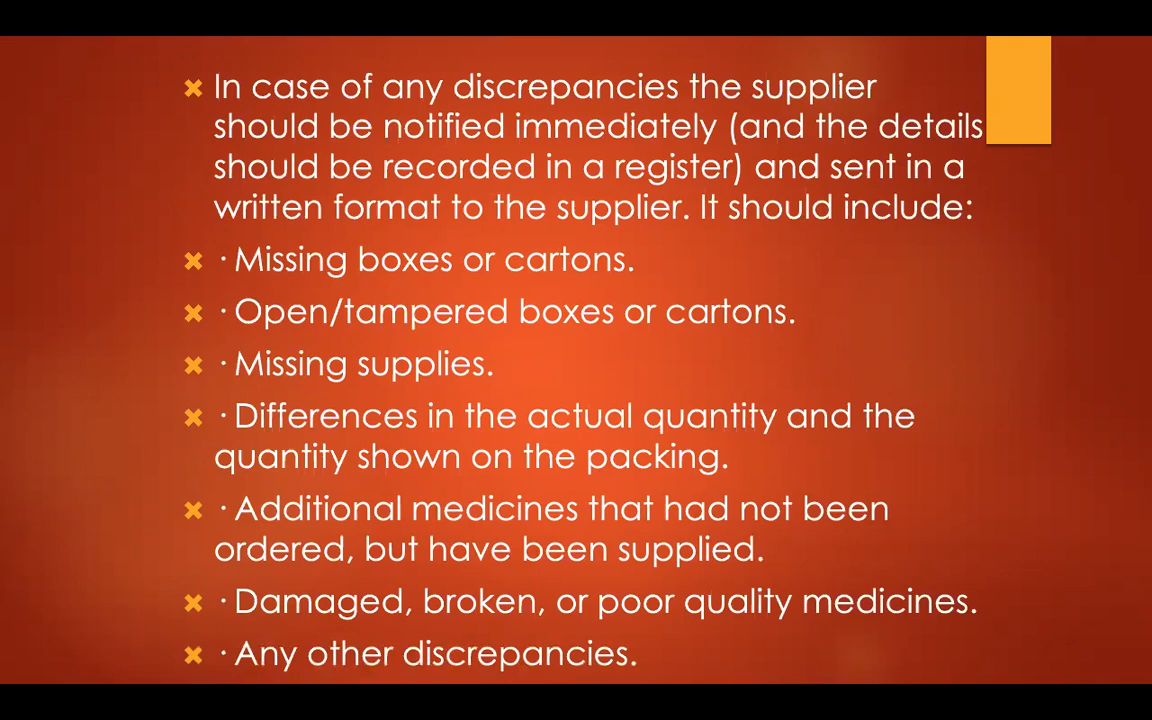 ✖ In case of any discrepancies the supplier
should be notified immediately (and the details
should be recorded in a register) and sent in a
written format to the supplier. It should include:
✖ · Missing boxes or cartons.
✖ · Open/tampered boxes or cartons.
✖ · Missing supplies.
✖ · Differences in the actual quantity and the
quantity shown on the packing.
✖ · Additional medicines that had not been
ordered, but have been supplied.
✖ · Damaged, broken, or poor quality medicines.
✖ · Any other discrepancies.